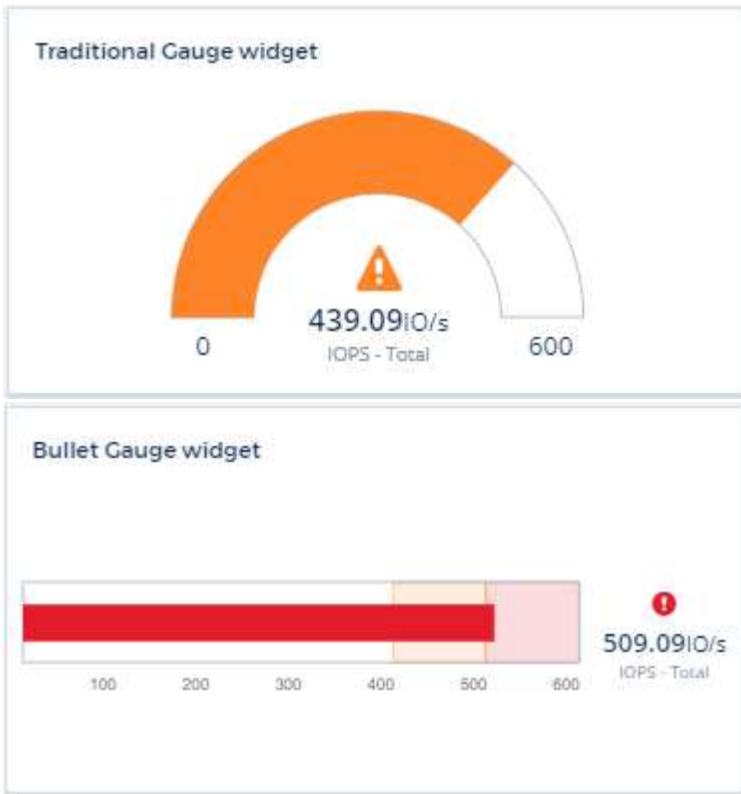 Traditional Gauge widget
439.09IO/s
0
IOPS - Total
600
Bullet Gauge widget
509.09IO/s
IOPS - Total
100 200 300 400 500 600